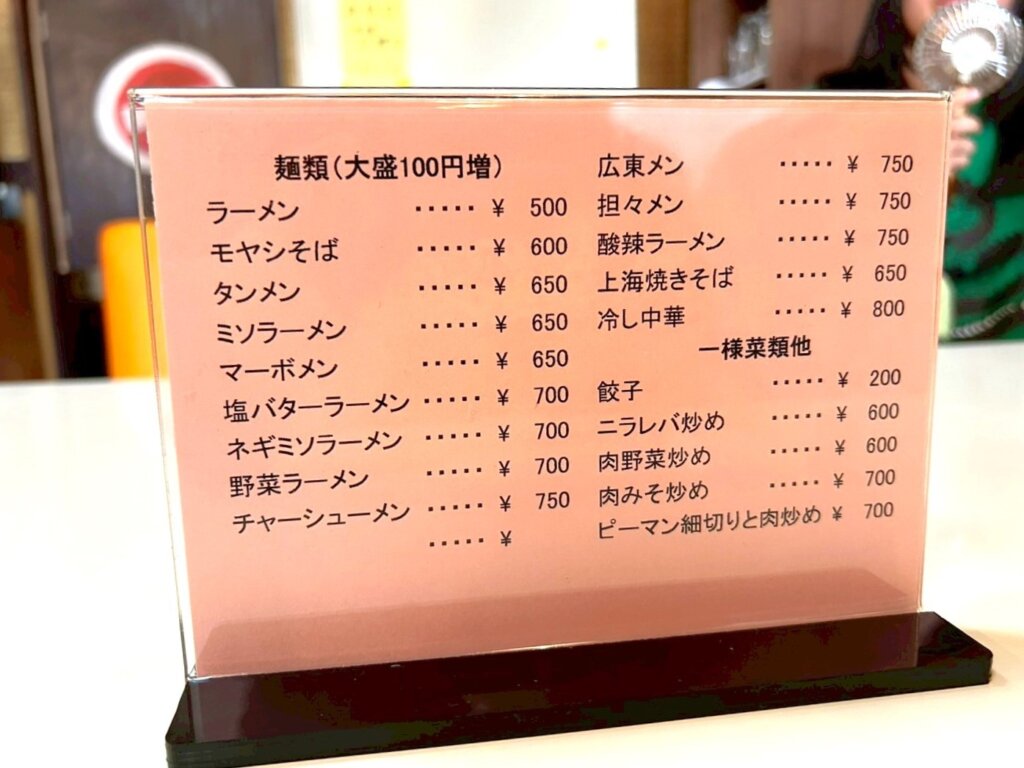 麺類(大盛100円増)
ラーメン ····· ¥ 500
モヤシそば ····· ¥ 600
タンメン ····· ¥ 650
ミソラーメン ····· ¥ 650
マーボメン ····· ¥ 650
塩バターラーメン ····· ¥ 700
ネギミソラーメン ····· ¥ 700
野菜ラーメン ····· ¥ 700
チャーシューメン ····· ¥ 750
····· ¥
広東メン ····· ¥ 750
担々メン ····· ¥ 750
酸辣ラーメン ····· ¥ 750
上海焼きそば ····· ¥ 650
冷し中華 ····· ¥ 800
一様菜類他
餃子 ····· ¥ 200
ニラレバ炒め ····· ¥ 600
肉野菜炒め ····· ¥ 600
肉みそ炒め ····· ¥ 700
ピーマン細切りと肉炒め ¥ 700